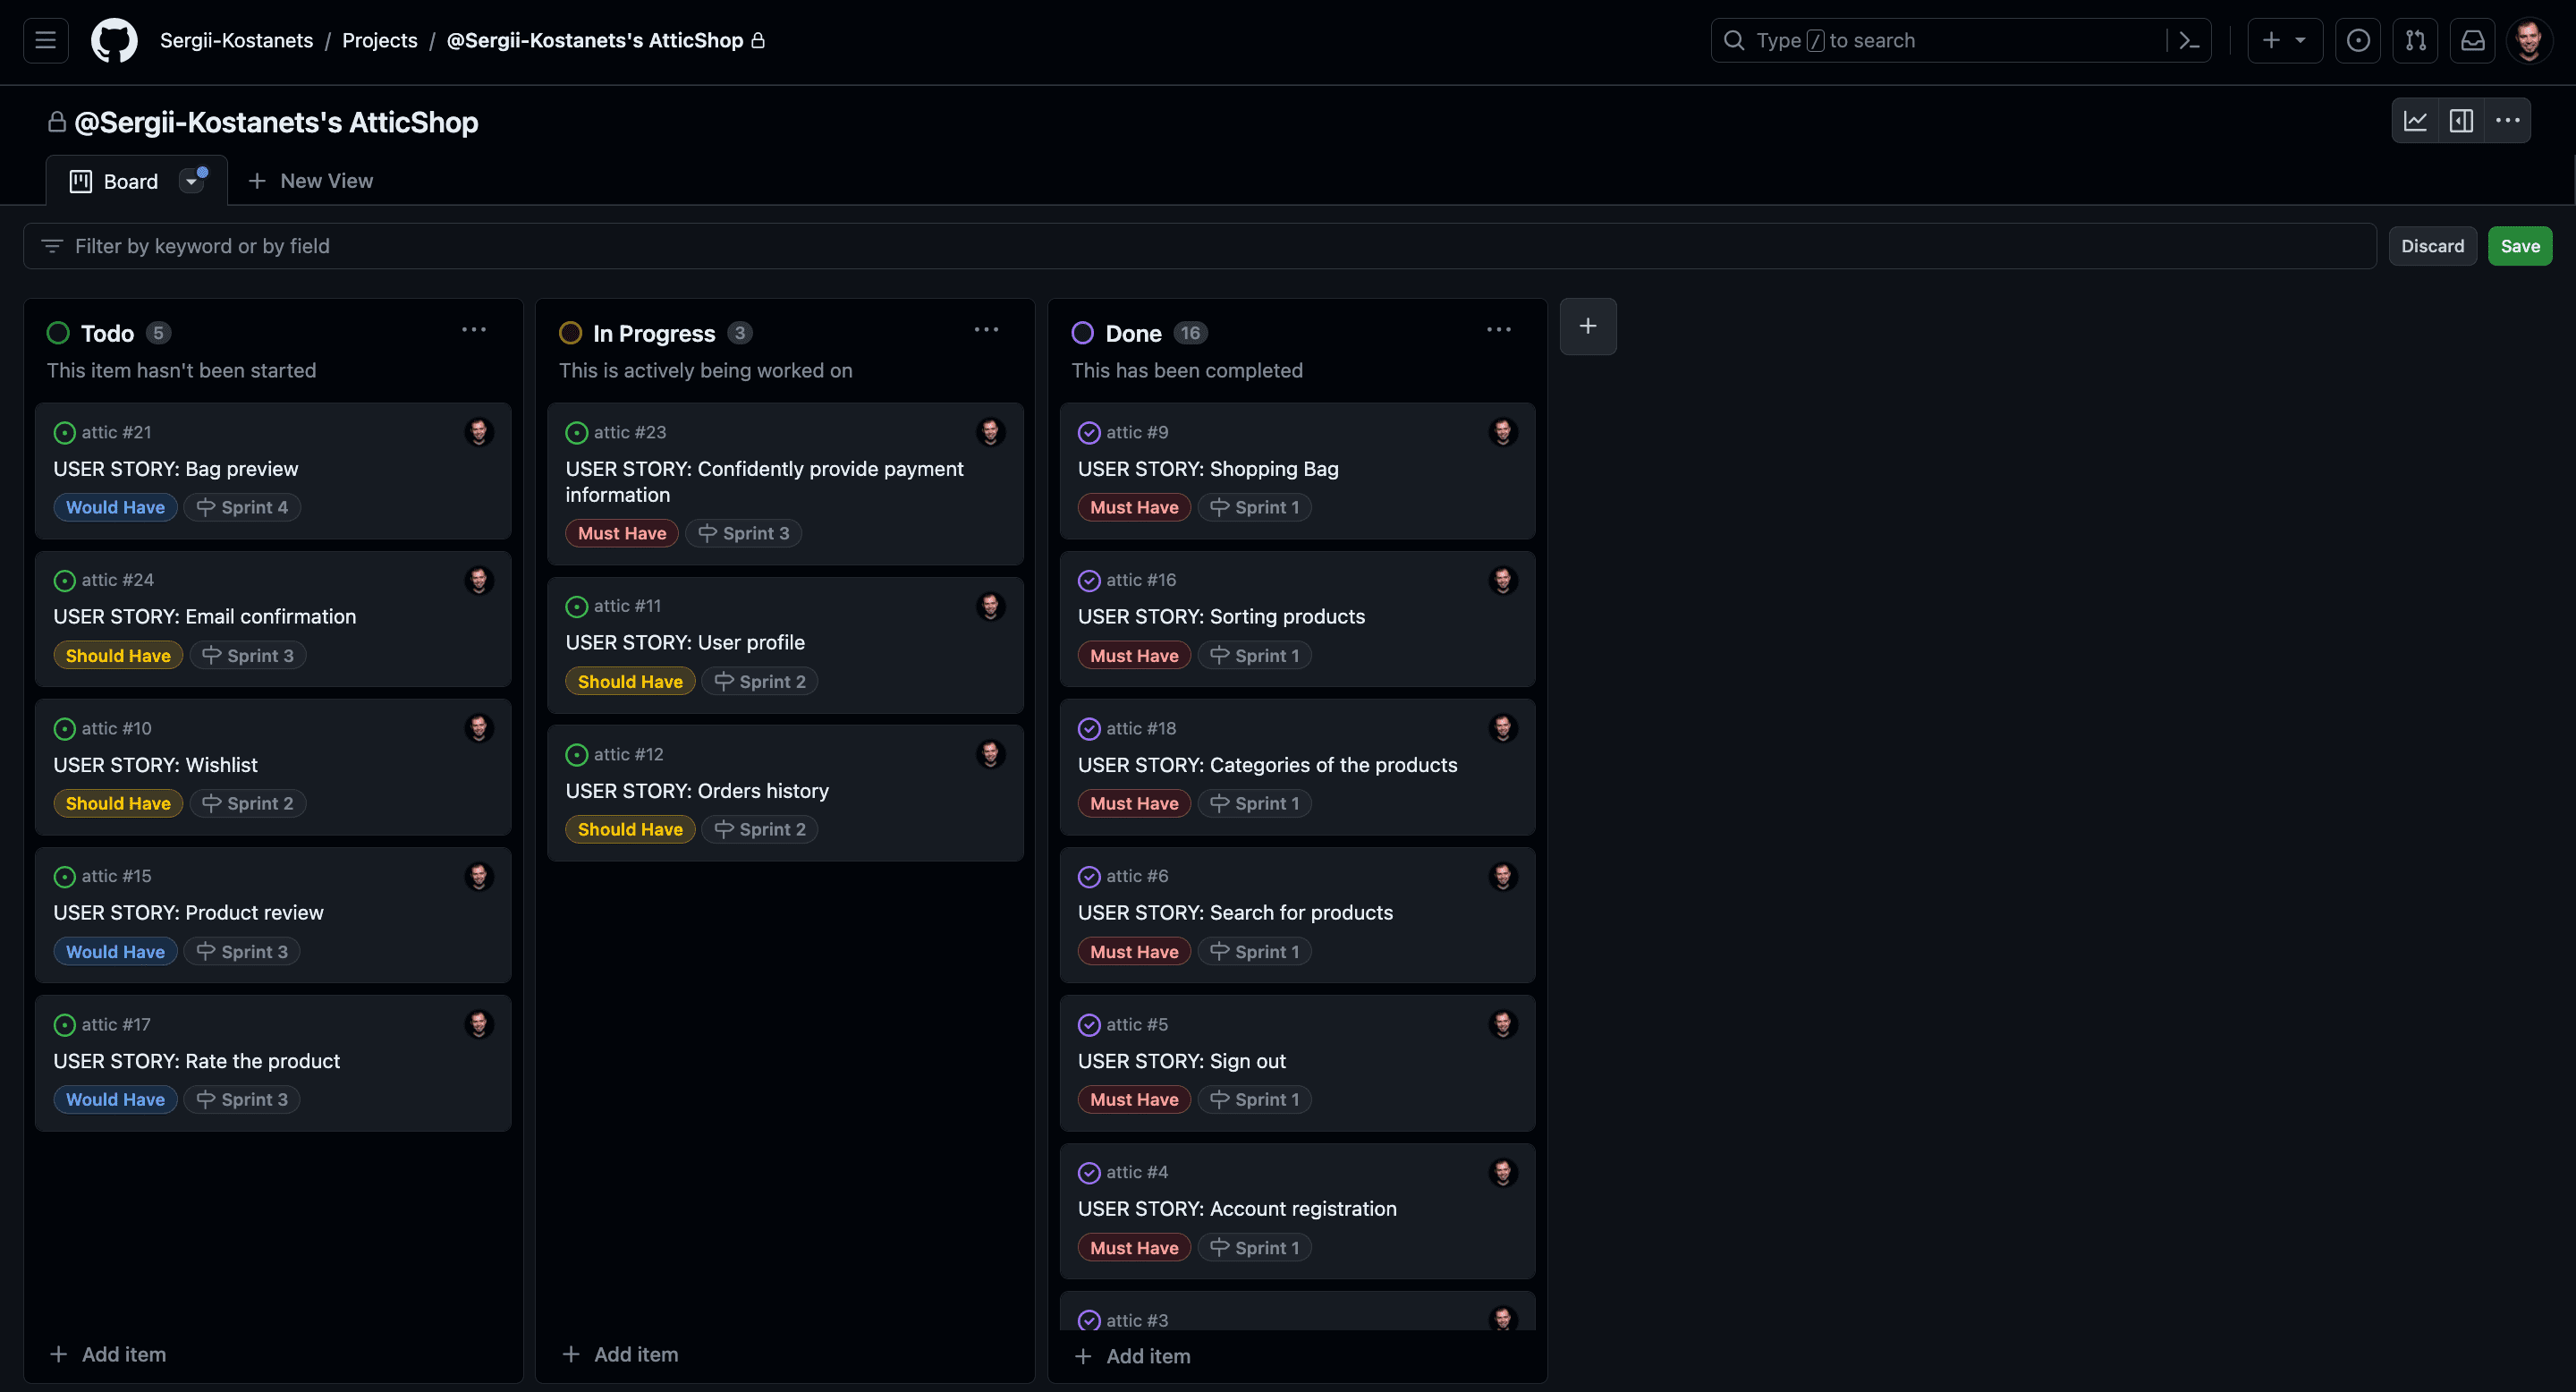 Sergii-Kostanets / Projects / @Sergii-Kostanets's AtticShop
Type / to search
@Sergii-Kostanets's AtticShop
Board
New View
Filter by keyword or by field
Discard
Save
Todo 5
This item hasn't been started
attic #21
USER STORY: Bag preview
Would Have Sprint 4
attic #24
USER STORY: Email confirmation
Should Have Sprint 3
attic #10
USER STORY: Wishlist
Should Have Sprint 2
attic #15
USER STORY: Product review
Would Have Sprint 3
attic #17
USER STORY: Rate the product
Would Have Sprint 3
Add item
In Progress 3
This is actively being worked on
attic #23
USER STORY: Confidently provide payment
information
Must Have Sprint 3
attic #11
USER STORY: User profile
Should Have Sprint 2
attic #12
USER STORY: Orders history
Should Have Sprint 2
Add item
Done 16
This has been completed
attic #9
USER STORY: Shopping Bag
Must Have Sprint 1
attic #16
USER STORY: Sorting products
Must Have Sprint 1
attic #18
USER STORY: Categories of the products
Must Have Sprint 1
attic #6
USER STORY: Search for products
Must Have Sprint 1
attic #5
USER STORY: Sign out
Must Have Sprint 1
attic #4
USER STORY: Account registration
Must Have Sprint 1
attic #3
Add item